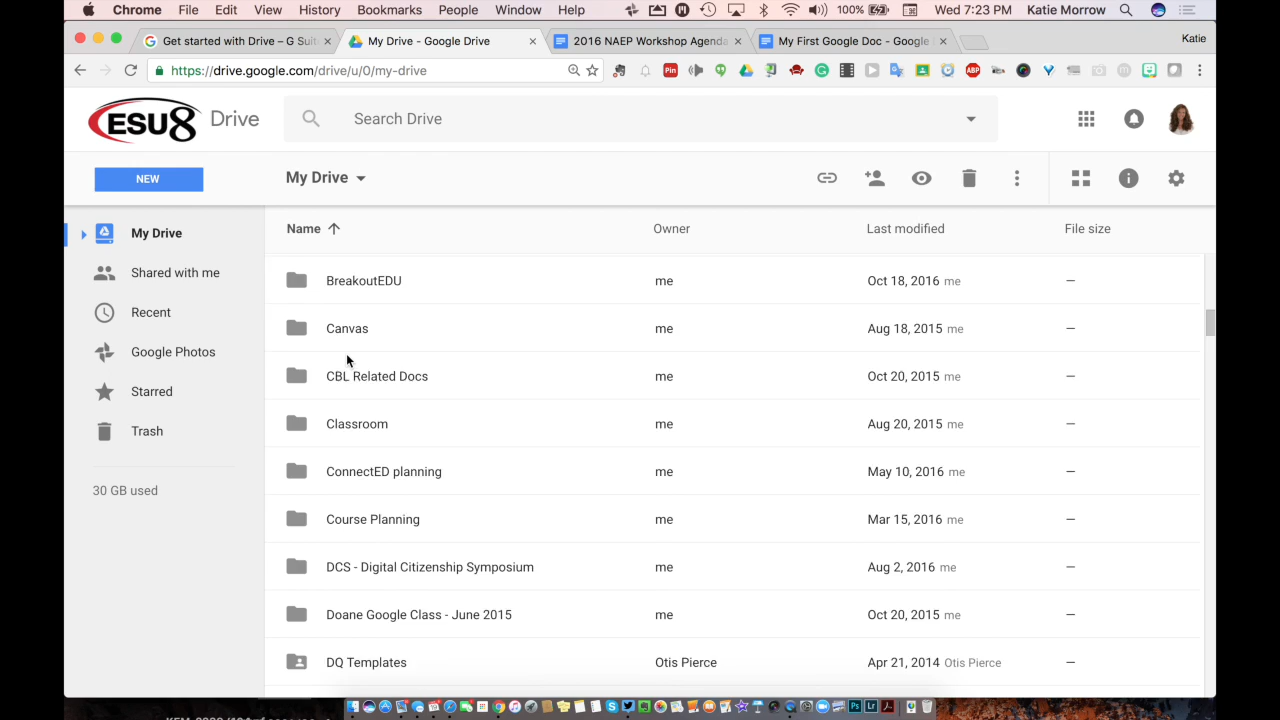 Chrome File Edit View History Bookmarks People Window Help 100% Wed 7:23 PM Katie Morrow
Get started with Drive – G Suit My Drive - Google Drive 2016 NAEP Workshop Agenda My First Google Doc - Google Katie
https://drive.google.com/drive/u/0/my-drive
ESU8 Drive Search Drive
NEW My Drive
Name Owner Last modified File size
My Drive
Shared with me
Recent
Google Photos
Starred
Trash
30 GB used
BreakoutEDU me Oct 18, 2016 me —
Canvas me Aug 18, 2015 me —
CBL Related Docs me Oct 20, 2015 me —
Classroom me Aug 20, 2015 me —
ConnectED planning me May 10, 2016 me —
Course Planning me Mar 15, 2016 me —
DCS - Digital Citizenship Symposium me Aug 2, 2016 me —
Doane Google Class - June 2015 me Oct 20, 2015 me —
DQ Templates Otis Pierce Apr 21, 2014 Otis Pierce —